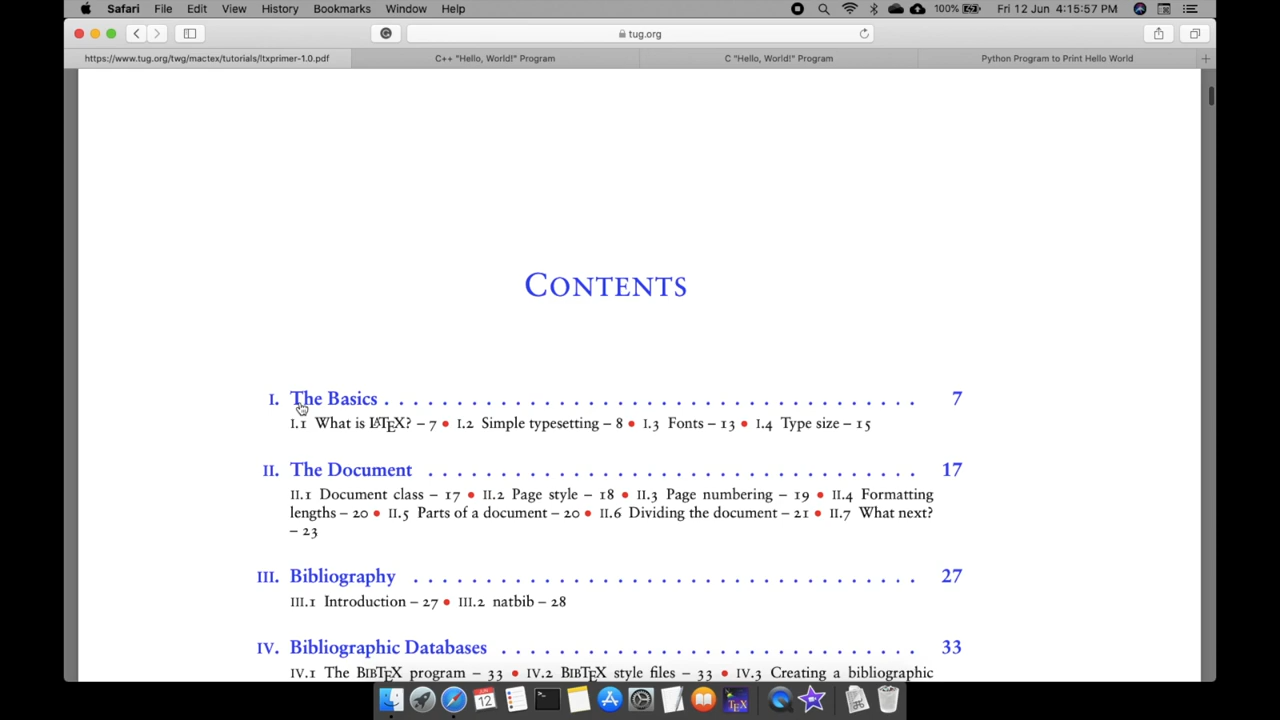 Safari File Edit View History Bookmarks Window Help 100% Fri 12 Jun 4:15:57 PM
tug.org
https://www.tug.org/twg/mactex/tutorials/ltxprimer-1.0.pdf C++ "Hello, World!" Program C "Hello, World!" Program Python Program to Print Hello World
CONTENTS
I. The Basics . . . . . . . . . . . . . . . . . . . . . . . . . . . . . . . . . . . . . 7
I.1 What is LATEX? – 7 • I.2 Simple typesetting – 8 • I.3 Fonts – 13 • I.4 Type size – 15
II. The Document . . . . . . . . . . . . . . . . . . . . . . . . . . . . . . . . . . 17
II.1 Document class – 17 • II.2 Page style – 18 • II.3 Page numbering – 19 • II.4 Formatting
lengths – 20 • II.5 Parts of a document – 20 • II.6 Dividing the document – 21 • II.7 What next?
– 23
III. Bibliography . . . . . . . . . . . . . . . . . . . . . . . . . . . . . . . . . . . 27
III.1 Introduction – 27 • III.2 natbib – 28
IV. Bibliographic Databases . . . . . . . . . . . . . . . . . . . . . . . . . . . . . 33
IV.1 The BIBTEX program – 33 • IV.2 BIBTEX style files – 33 • IV.3 Creating a bibliographic
JUN
12
TEX